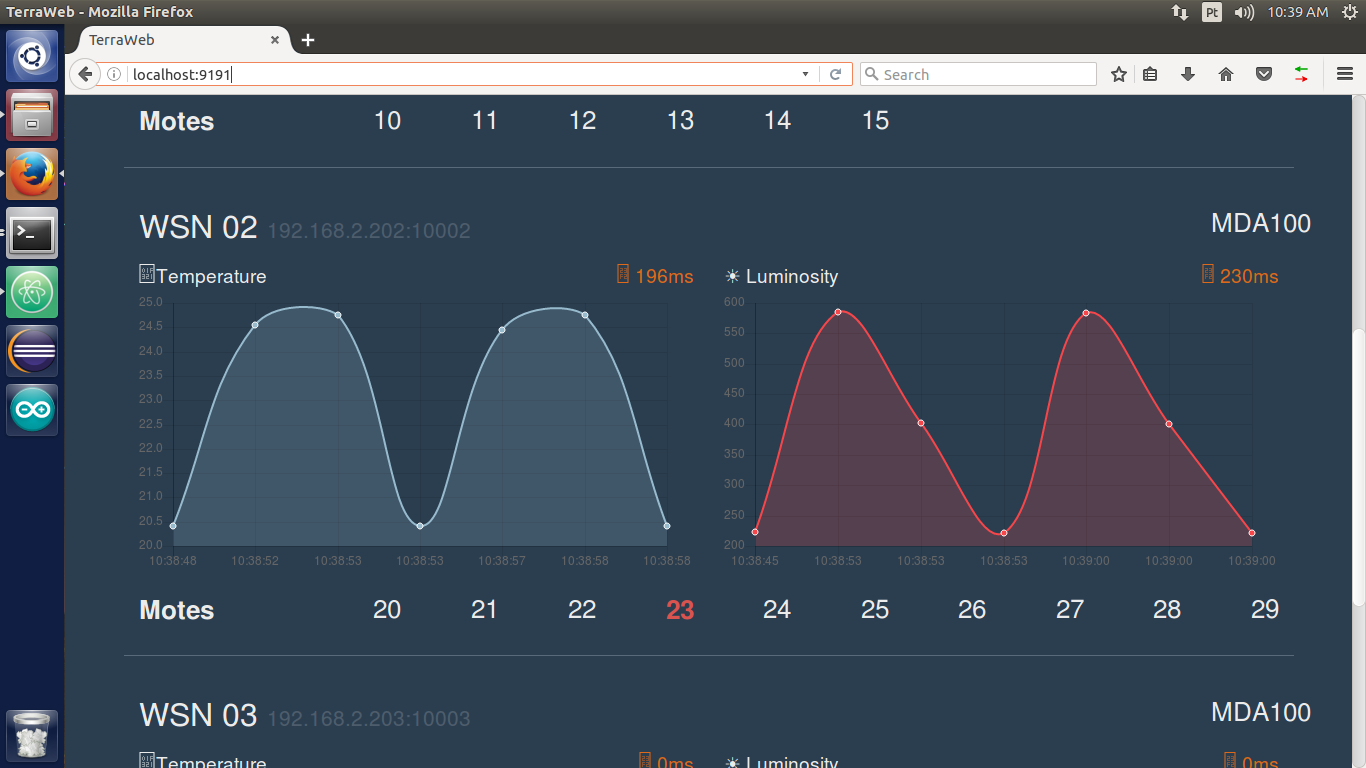 TerraWeb - Mozilla Firefox Pt 10:39 AM
TerraWeb
localhost:9191 Search
Motes 10 11 12 13 14 15
WSN 02 192.168.2.202:10002 MDA100
Temperature 196ms Luminosity 230ms
25.0 600
24.5 550
24.0 500
23.5 450
23.0 400
22.5 350
22.0 300
21.5 250
21.0 200
20.5
20.0
10:38:48 10:38:52 10:38:53 10:38:53 10:38:57 10:38:58 10:38:58 10:38:45 10:38:53 10:38:53 10:38:53 10:39:00 10:39:00 10:39:00
Motes 20 21 22 23 24 25 26 27 28 29
WSN 03 192.168.2.203:10003 MDA100
Temperature 0ms Luminosity 0ms